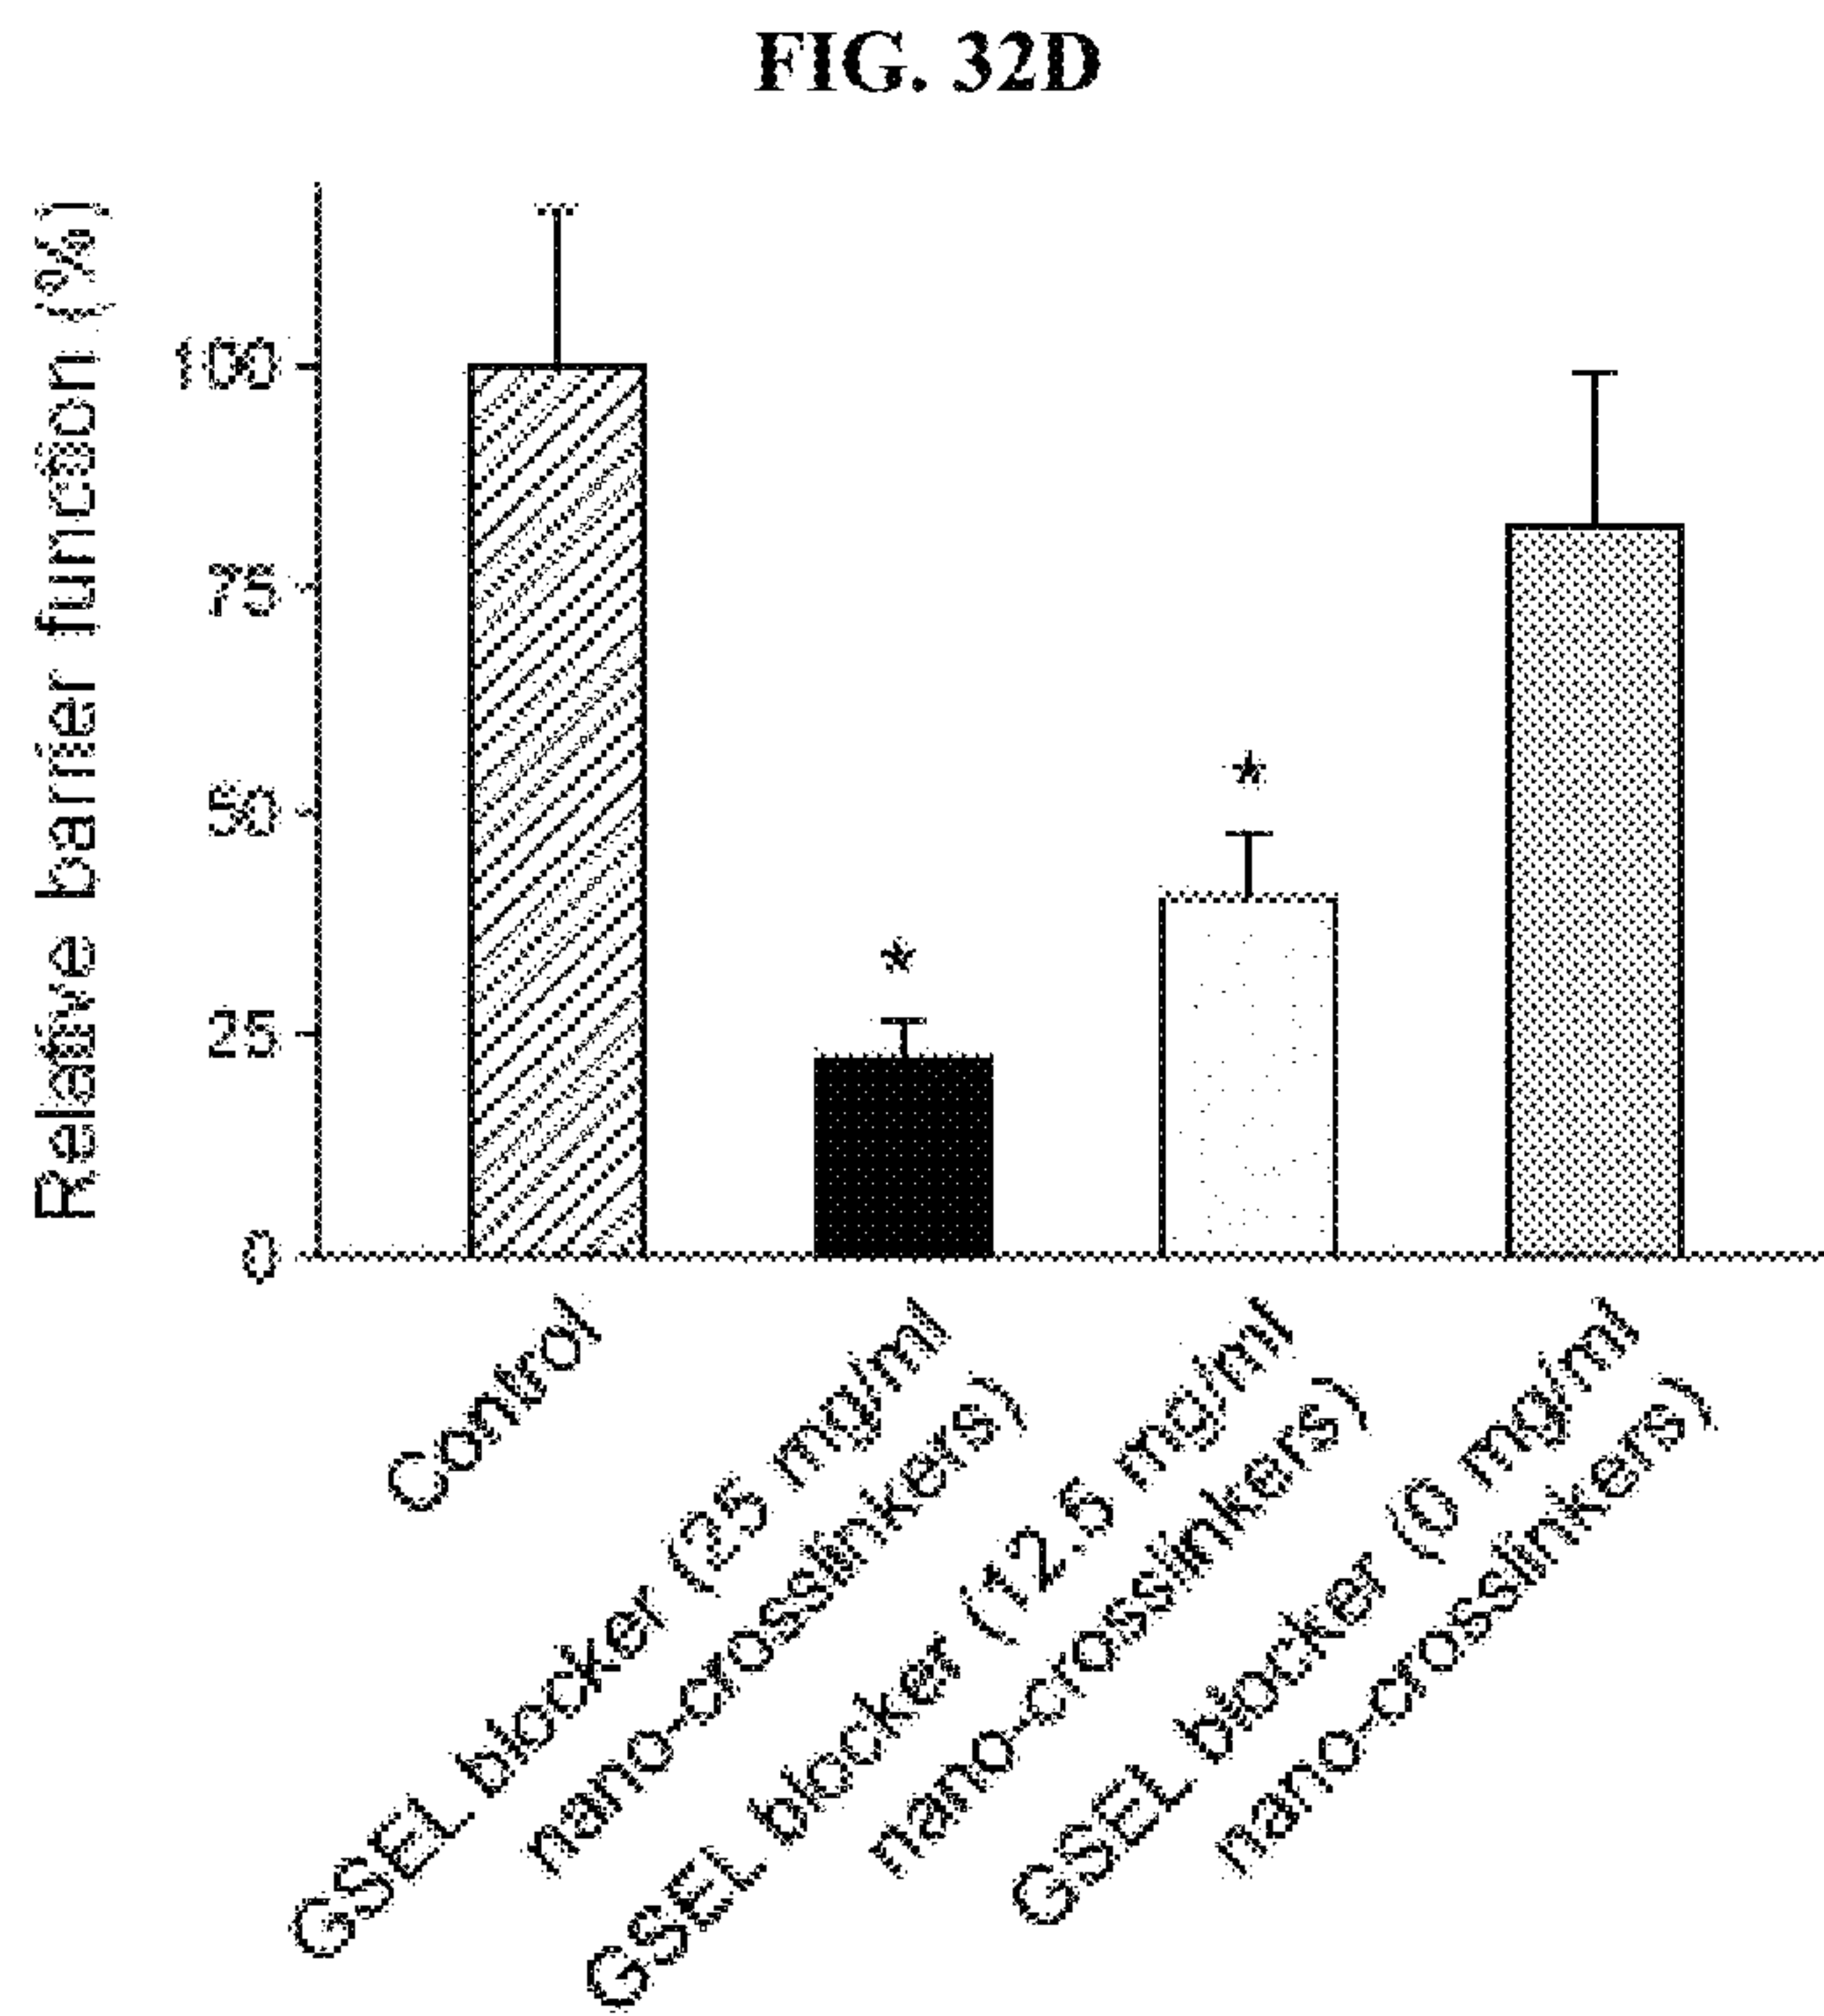 FIG. 32D
Relative barrier function (%)
100
75
50
25
0
*
*
Control
GSEL blocker (25 mg/ml
nano-crosslinkers)
GSEL blocker (12.5 mg/ml
nano-crosslinkers)
GSEL blocker (0 mg/ml
nano-crosslinkers)